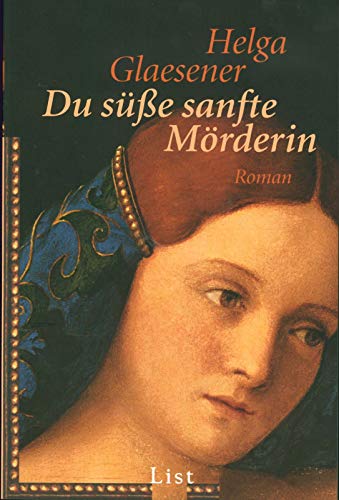 Helga
Glaesener
Du süße sanfte
Mörderin
Roman
List